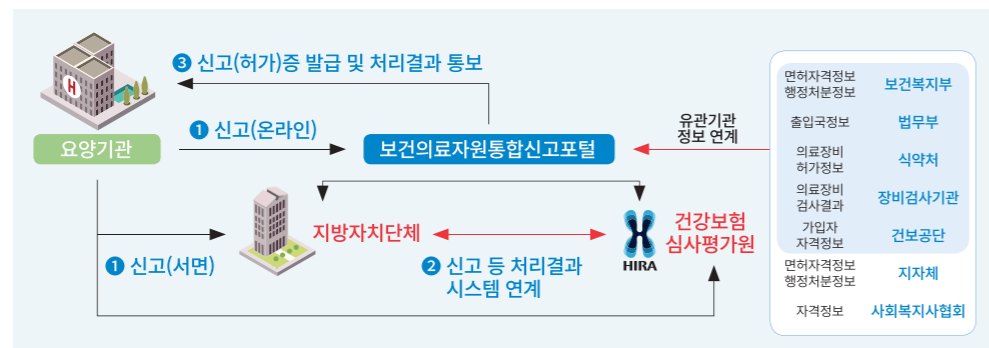 ❸ 신고(허가)증 발급 및 처리결과 통보
H
❶ 신고(온라인)
요양기관
보건의료자원통합신고포털
유관기관
정보 연계
면허자격정보
행정처분정보
보건복지부
출입국정보
법무부
의료장비
허가정보
식약처
의료장비
검사결과
장비검사기관
가입자
자격정보
건보공단
면허자격정보
행정처분정보
지자체
자격정보
사회복지사협회
지방자치단체
HIRA
건강보험
심사평가원
❶ 신고(서면)
❷ 신고 등 처리결과
시스템 연계